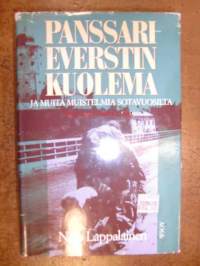 PANSSARI-
EVERSTIN
KUOLEMA
JA MUITA MUISTELMIA SOTAVUOSILTA
Lappalainen